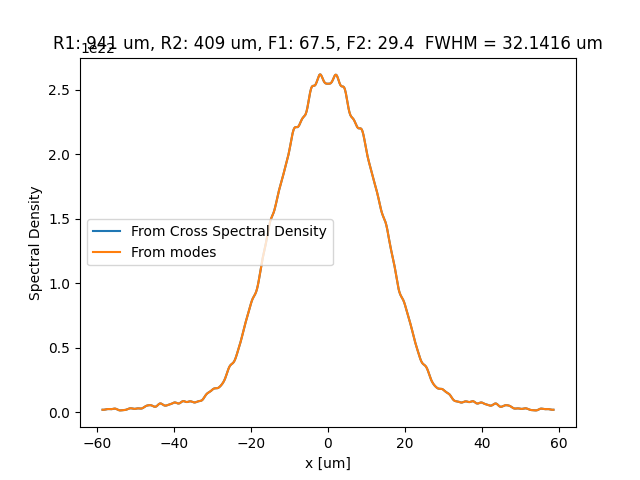 R1: 941 um, R2: 409 um, F1: 67.5, F2: 29.4  FWHM = 32.1416 um
1e22
2.5
2.0
1.5
1.0
0.5
0.0
Spectral Density
From Cross Spectral Density
From modes
−60 −40 −20 0 20 40 60
x [um]